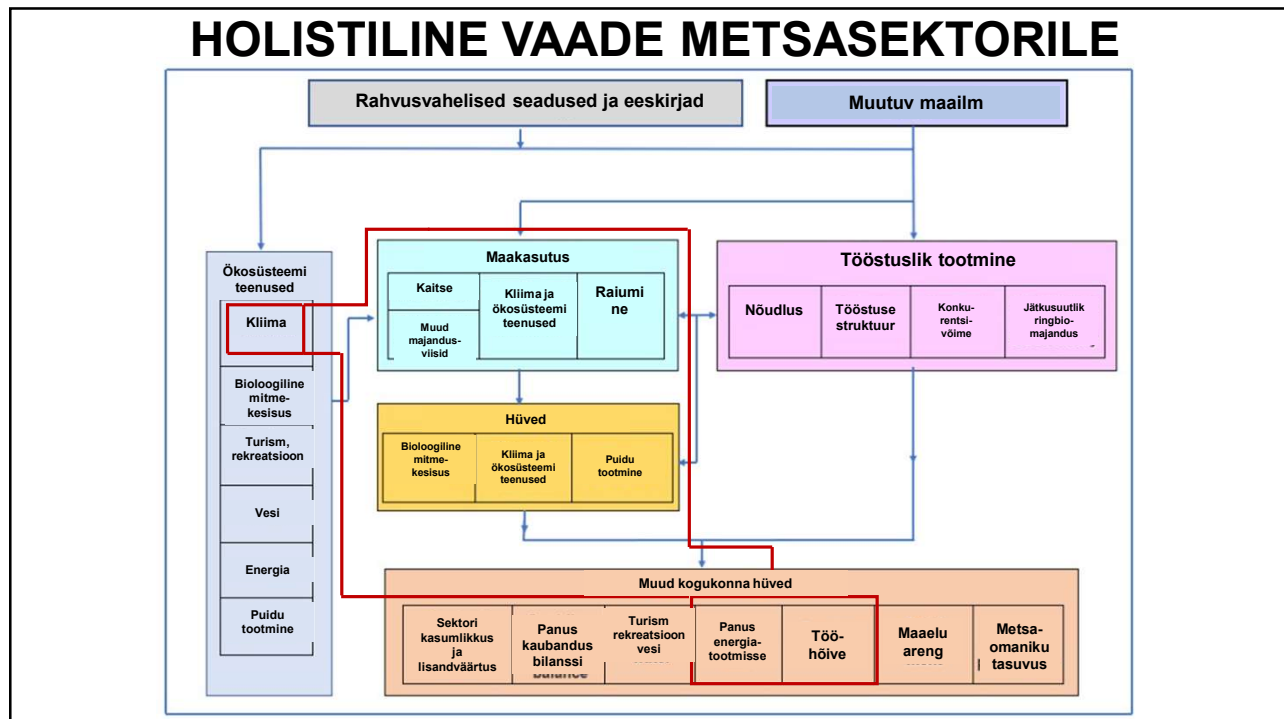 HOLISTILINE VAADE METSASEKTORILE
Rahvusvahelised seadused ja eeskirjad
Muutuv maailm
Ökosüsteemi
teenused
Kliima
Bioloogiline
mitme-
kesisus
Turism,
rekreatsioon
Vesi
Energia
Puidu
tootmine
Maakasutus
Kaitse
Muud
majandus-
viisid
Kliima ja
ökosüsteemi
teenused
Raiumi
ne
Tööstuslik tootmine
Nõudlus
Tööstuse
struktuur
Konku-
rentsi-
võime
Jätkusuutlik
ringbio-
majandus
Hüved
Bioloogiline
mitme-
kesisus
Kliima ja
ökosüsteemi
teenused
Puidu
tootmine
Muud kogukonna hüved
Sektori
kasumlikkus
ja
lisandväärtus
Panus
kaubandus
bilanssi
Turism
rekreatsioon
vesi
Panus
energia-
tootmisse
Töö-
hõive
Maaelu
areng
Metsa-
omaniku
tasuvus